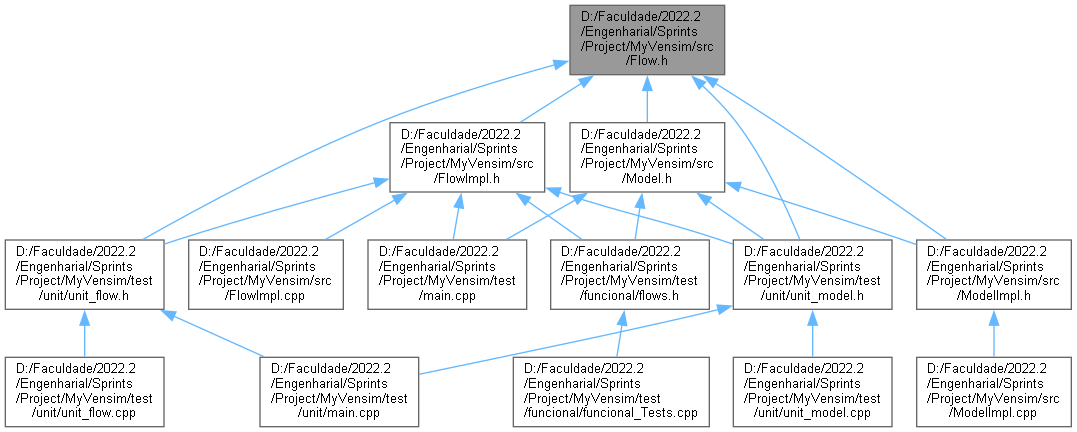 D:/Faculdade/2022.2
/Engenharial/Sprints
/Project/MyVensim/src
/Flow.h
D:/Faculdade/2022.2
/Engenharial/Sprints
/Project/MyVensim/src
/FlowImpl.h
D:/Faculdade/2022.2
/Engenharial/Sprints
/Project/MyVensim/src
/Model.h
D:/Faculdade/2022.2
/Engenharial/Sprints
/Project/MyVensim/test
/unit/unit_flow.h
D:/Faculdade/2022.2
/Engenharial/Sprints
/Project/MyVensim/src
/FlowImpl.cpp
D:/Faculdade/2022.2
/Engenharial/Sprints
/Project/MyVensim/test
/main.cpp
D:/Faculdade/2022.2
/Engenharial/Sprints
/Project/MyVensim/test
/funcional/flows.h
D:/Faculdade/2022.2
/Engenharial/Sprints
/Project/MyVensim/test
/unit/unit_model.h
D:/Faculdade/2022.2
/Engenharial/Sprints
/Project/MyVensim/src
/ModelImpl.h
D:/Faculdade/2022.2
/Engenharial/Sprints
/Project/MyVensim/test
/unit/unit_flow.cpp
D:/Faculdade/2022.2
/Engenharial/Sprints
/Project/MyVensim/test
/unit/main.cpp
D:/Faculdade/2022.2
/Engenharial/Sprints
/Project/MyVensim/test
/funcional/funcional_Tests.cpp
D:/Faculdade/2022.2
/Engenharial/Sprints
/Project/MyVensim/test
/unit/unit_model.cpp
D:/Faculdade/2022.2
/Engenharial/Sprints
/Project/MyVensim/src
/ModelImpl.cpp